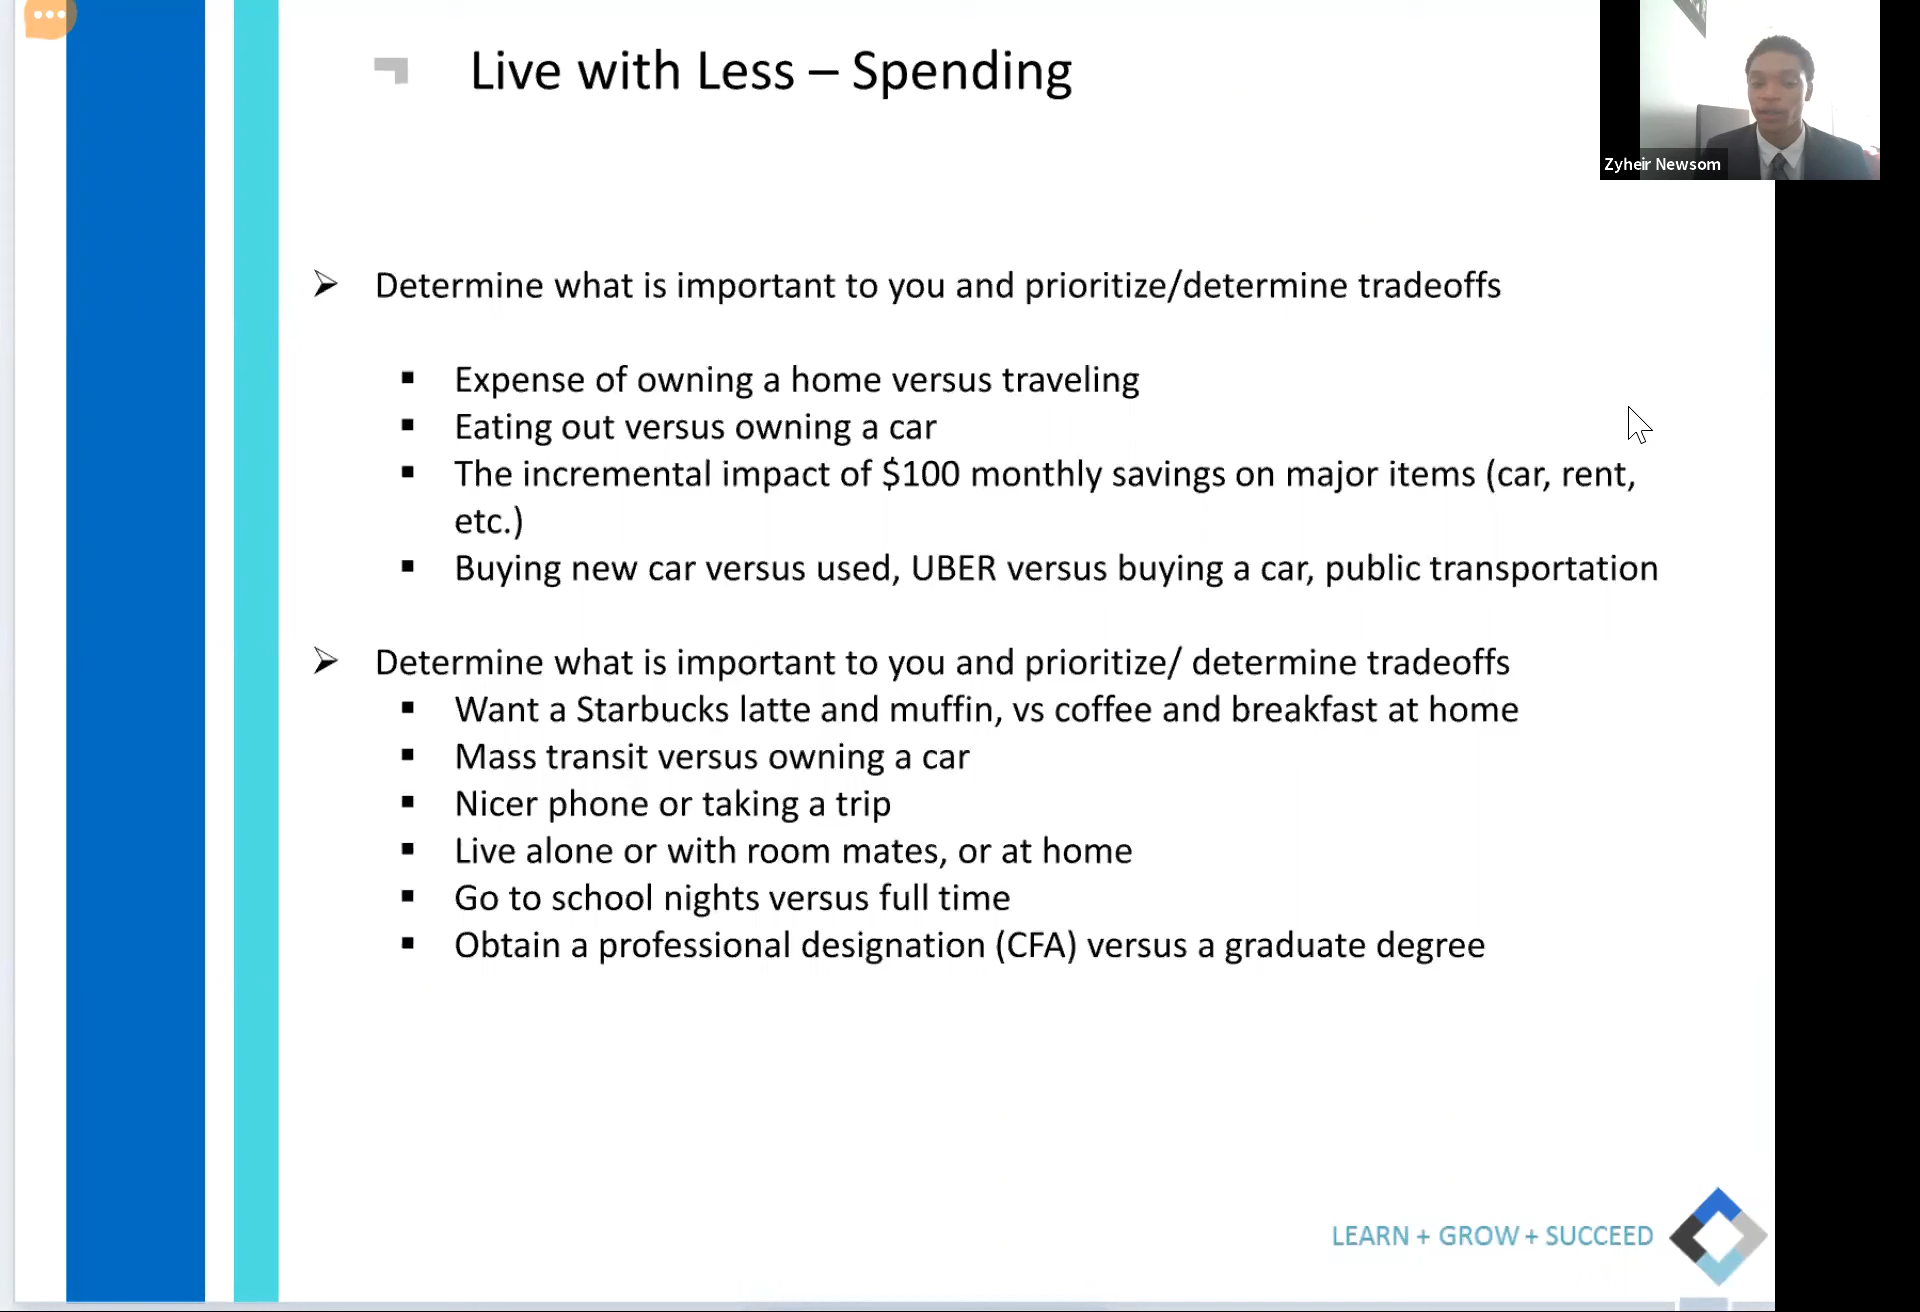 Live with Less – Spending
Zyheir Newsom
Determine what is important to you and prioritize/determine tradeoffs
Expense of owning a home versus traveling
Eating out versus owning a car
The incremental impact of $100 monthly savings on major items (car, rent,
etc.)
Buying new car versus used, UBER versus buying a car, public transportation
Determine what is important to you and prioritize/ determine tradeoffs
Want a Starbucks latte and muffin, vs coffee and breakfast at home
Mass transit versus owning a car
Nicer phone or taking a trip
Live alone or with room mates, or at home
Go to school nights versus full time
Obtain a professional designation (CFA) versus a graduate degree
LEARN + GROW + SUCCEED